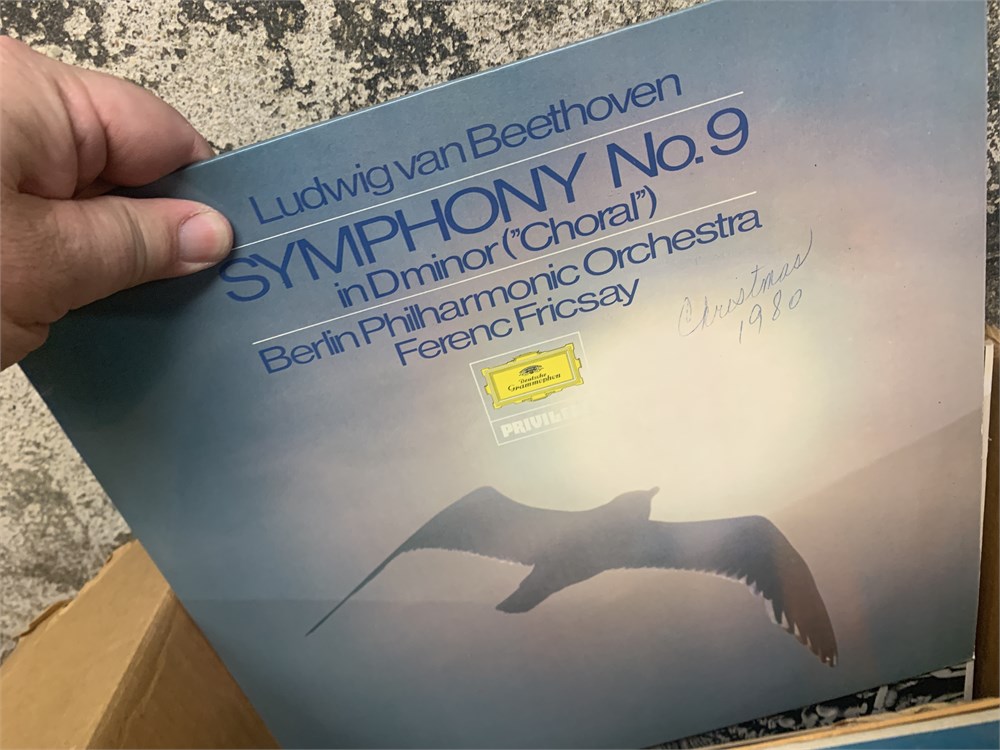 Ludwig van Beethoven
SYMPHONY No. 9
in D minor ("Choral")
Berlin Philharmonic Orchestra
Ferenc Fricsay
Christmas
1980
Deutsche
Grammophon